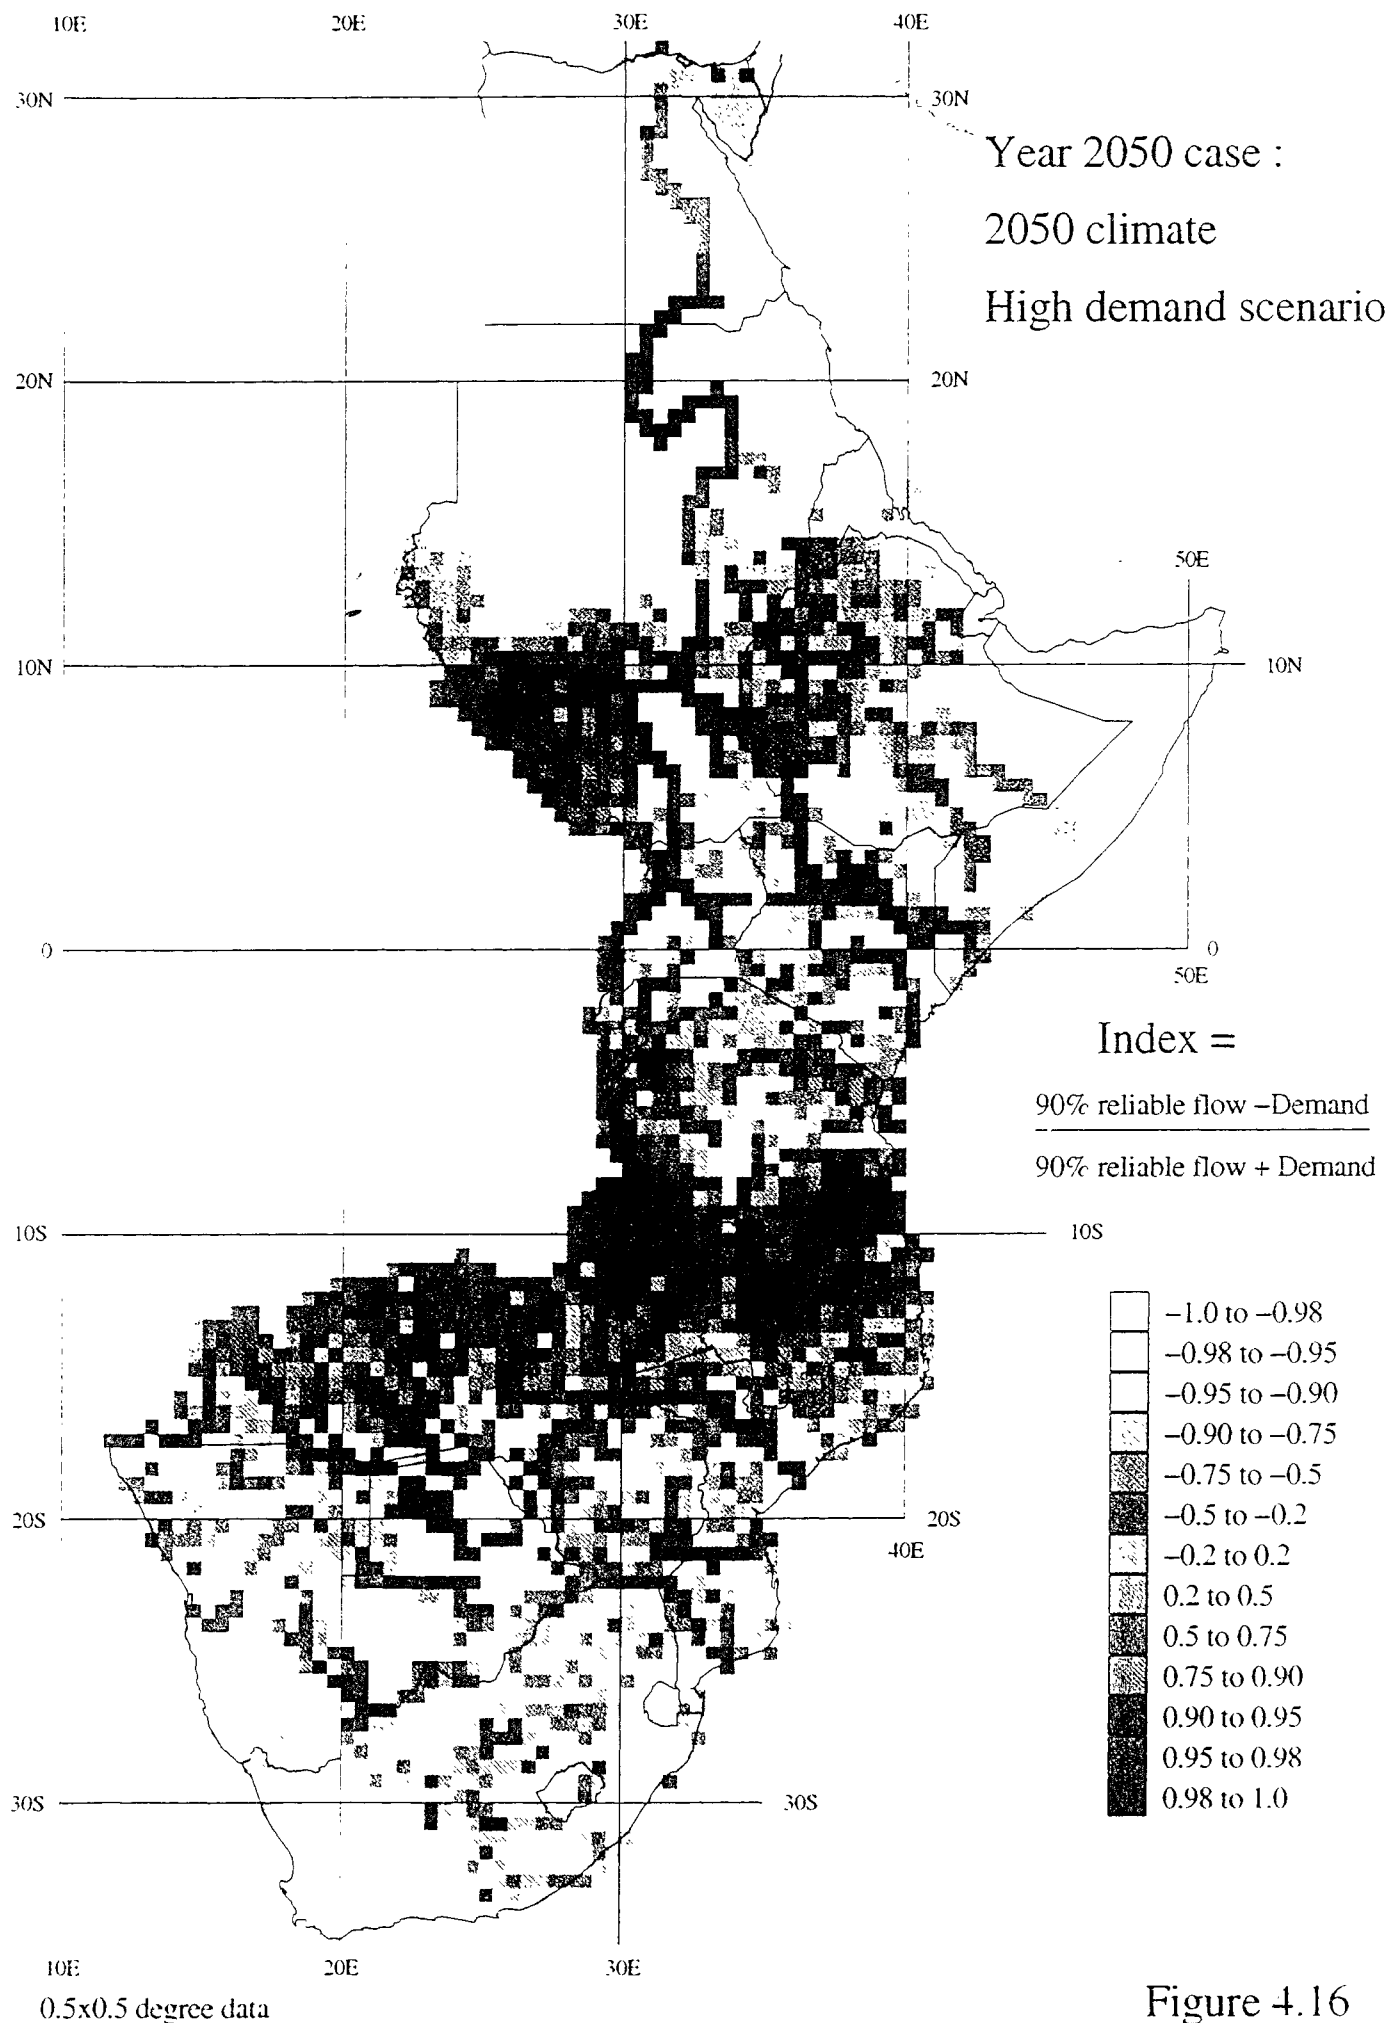 10E 20E 30E 40E
30N 30N
Year 2050 case :
2050 climate
High demand scenario
20N 20N
50E
10N 10N
0 0
50E
Index =
90% reliable flow –Demand
90% reliable flow + Demand
10S 10S
–1.0 to –0.98
–0.98 to –0.95
–0.95 to –0.90
–0.90 to –0.75
–0.75 to –0.5
–0.5 to –0.2
–0.2 to 0.2
0.2 to 0.5
0.5 to 0.75
0.75 to 0.90
0.90 to 0.95
0.95 to 0.98
0.98 to 1.0
20S 20S
40E
30S 30S
10E 20E 30E
0.5x0.5 degree data
Figure 4.16